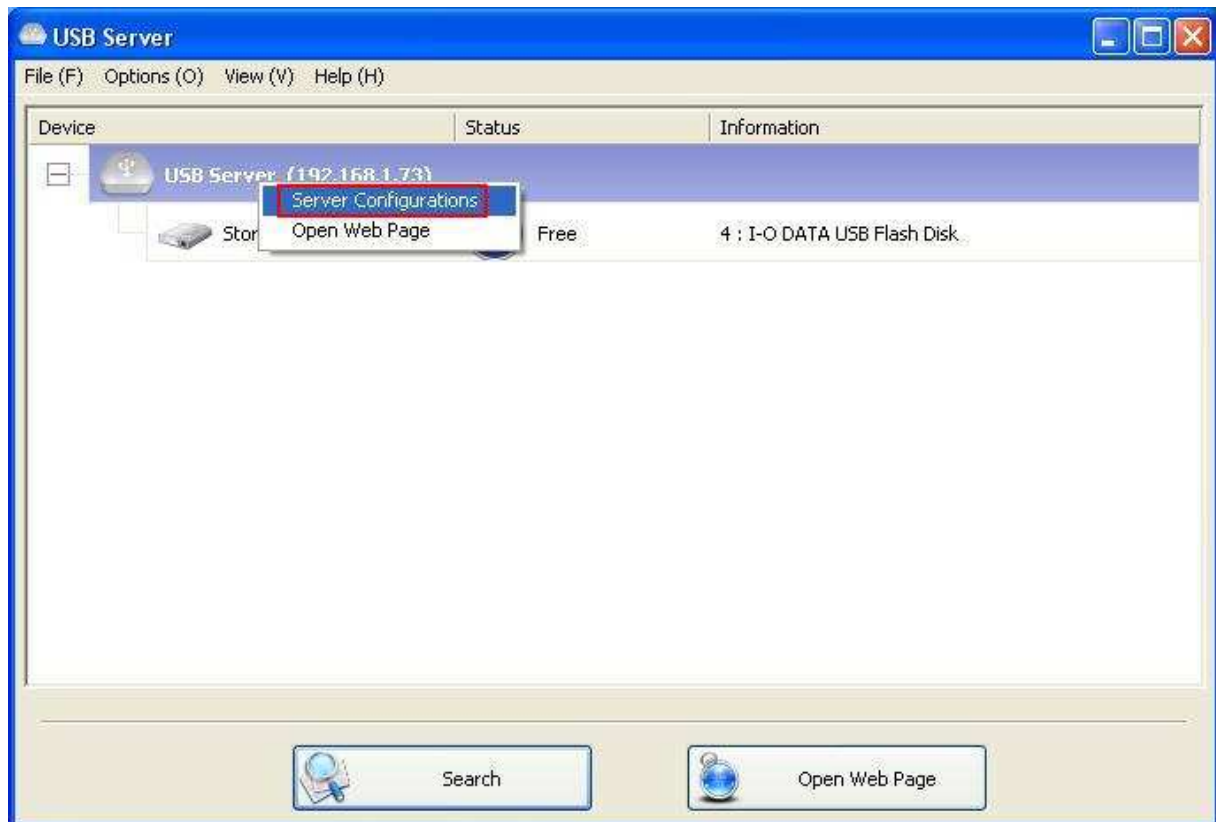 USB Server
File (F) Options (O) View (V) Help (H)
Device Status Information
USB Server (192.168.1.73)
Server Configurations
Stor Free 4 : I-O DATA USB Flash Disk
Open Web Page
Search Open Web Page